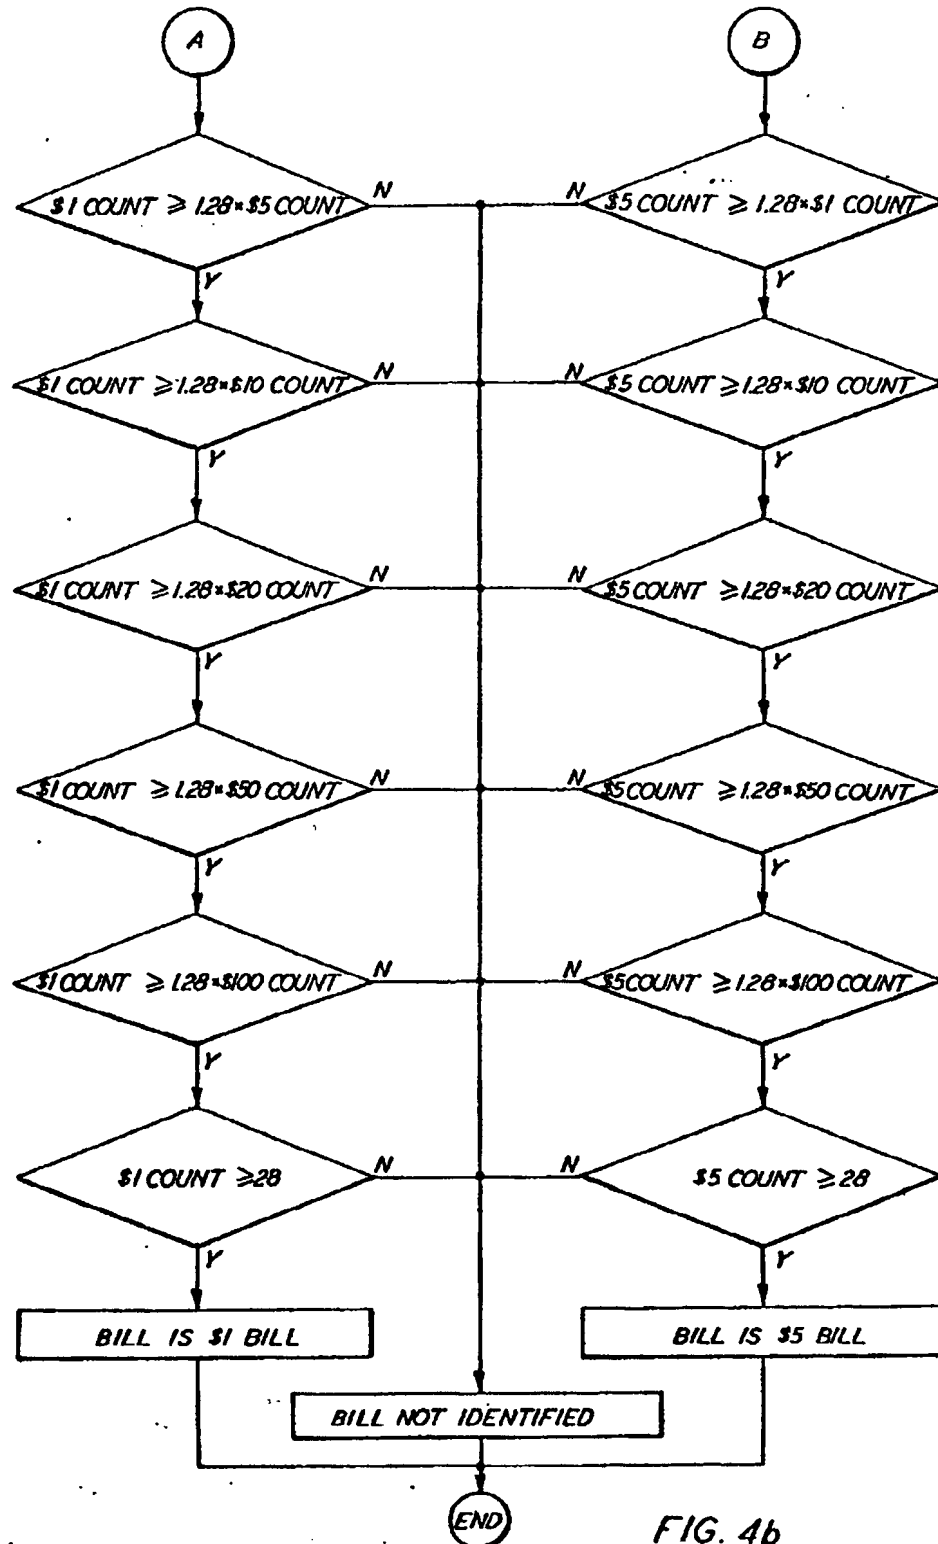 A
B
$1 COUNT ≥ 1.28*$5 COUNT
N
N
$5 COUNT ≥ 1.28*$1 COUNT
Y
Y
$1 COUNT ≥ 1.28*$10 COUNT
N
N
$5 COUNT ≥ 1.28*$10 COUNT
Y
Y
$1 COUNT ≥ 1.28*$20 COUNT
N
N
$5 COUNT ≥ 1.28*$20 COUNT
Y
Y
$1 COUNT ≥ 1.28*$50 COUNT
N
N
$5 COUNT ≥ 1.28*$50 COUNT
Y
Y
$1 COUNT ≥ 1.28*$100 COUNT
N
N
$5 COUNT ≥ 1.28*$100 COUNT
Y
Y
$1 COUNT ≥28
N
N
$5 COUNT ≥ 28
Y
Y
BILL IS $1 BILL
BILL IS $5 BILL
BILL NOT IDENTIFIED
END
FIG. 4b